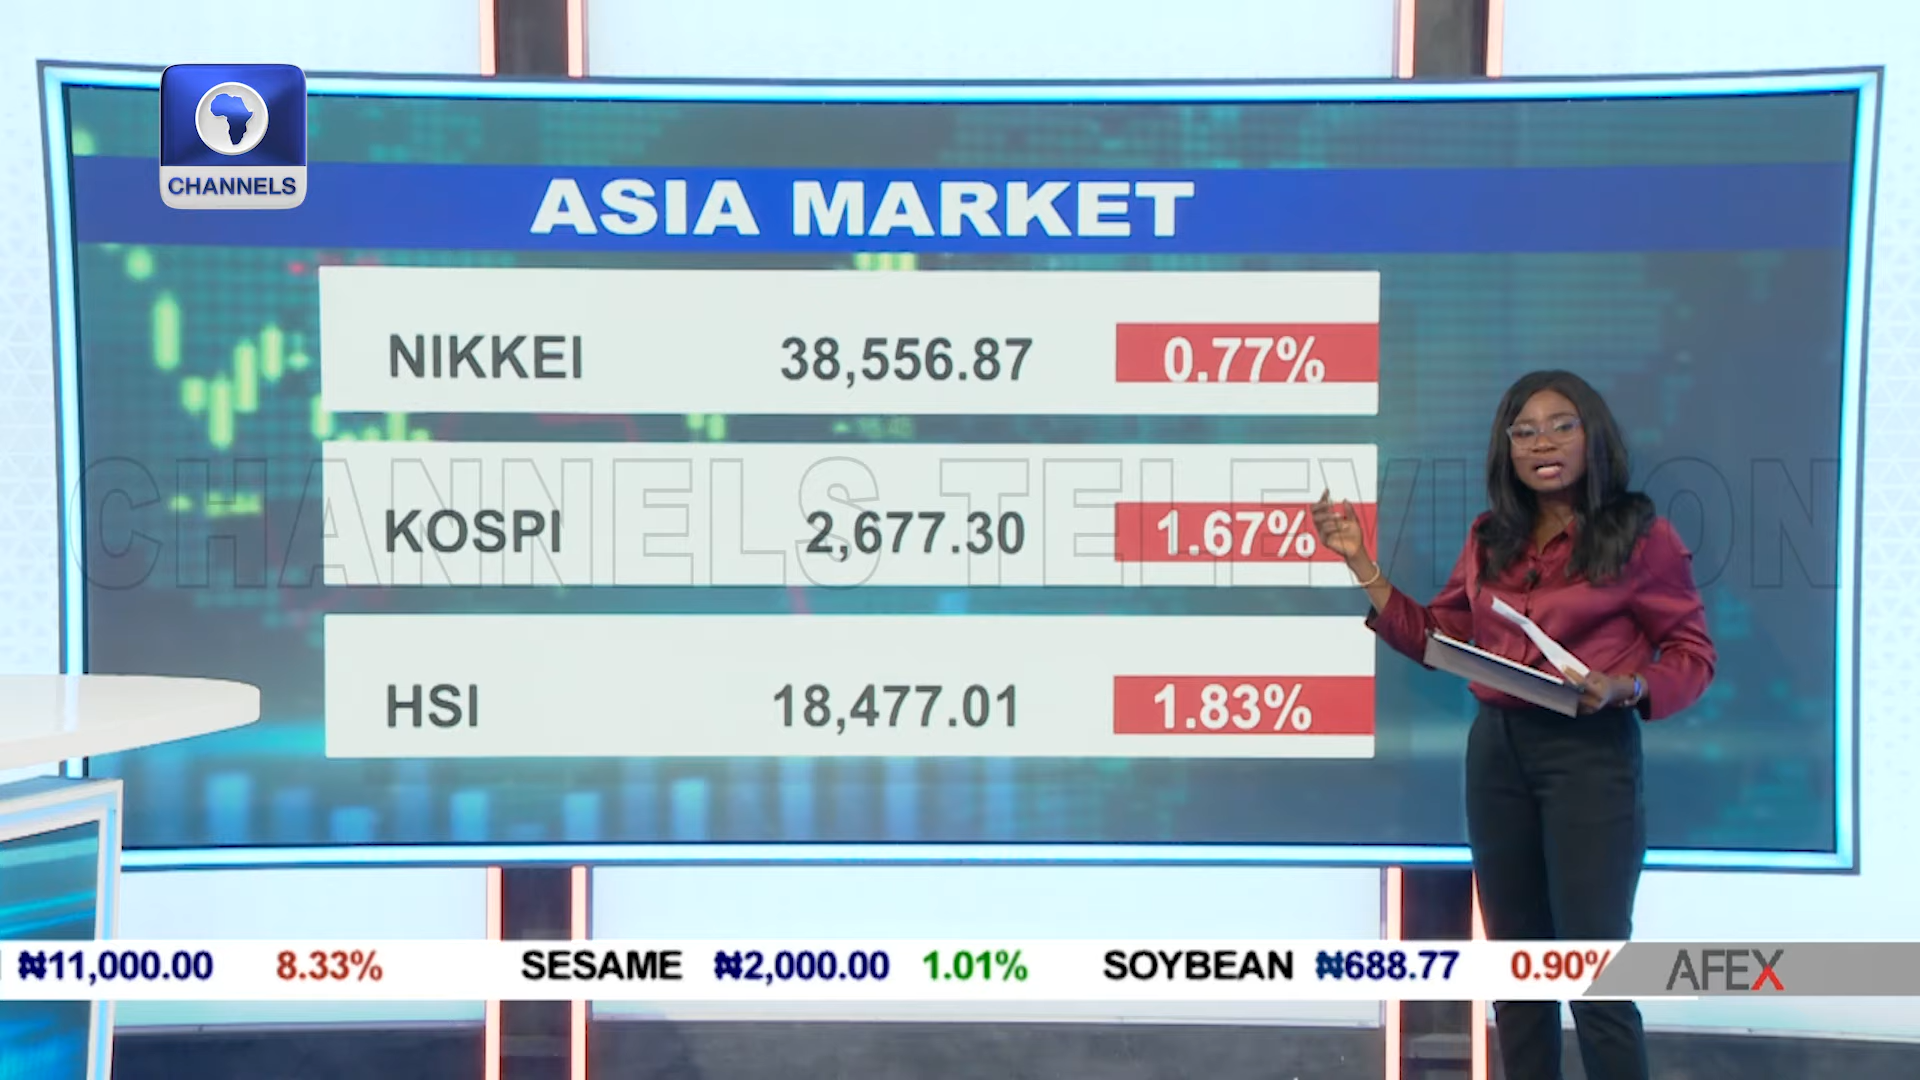 CHANNELS
ASIA MARKET
NIKKEI 38,556.87 0.77%
KOSPI 2,677.30 1.67%
HSI 18,477.01 1.83%
CHANNELS TELEVISION
₦11,000.00 8.33% SESAME ₦2,000.00 1.01% SOYBEAN ₦688.77 0.90% AFEX